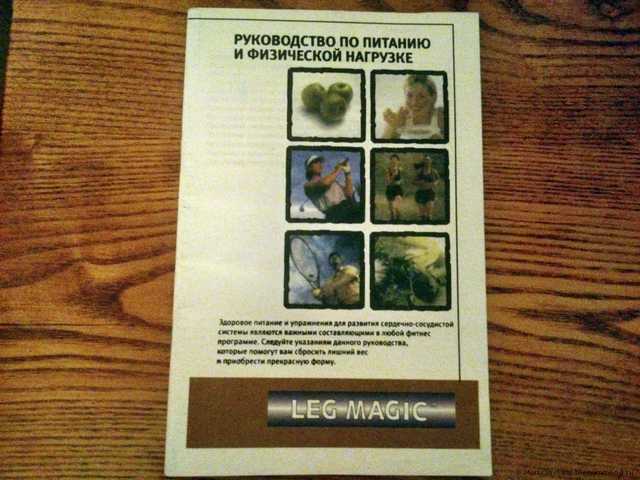 РУКОВОДСТВО ПО ПИТАНИЮ
И ФИЗИЧЕСКОЙ НАГРУЗКЕ
Здоровое питание и упражнения для развития сердечно-сосудистой
системы являются важными составляющими в любой фитнес
программе. Следуйте указаниям данного руководства,
которые помогут вам сбросить лишний вес
и приобрести прекрасную форму.
LEG MAGIC